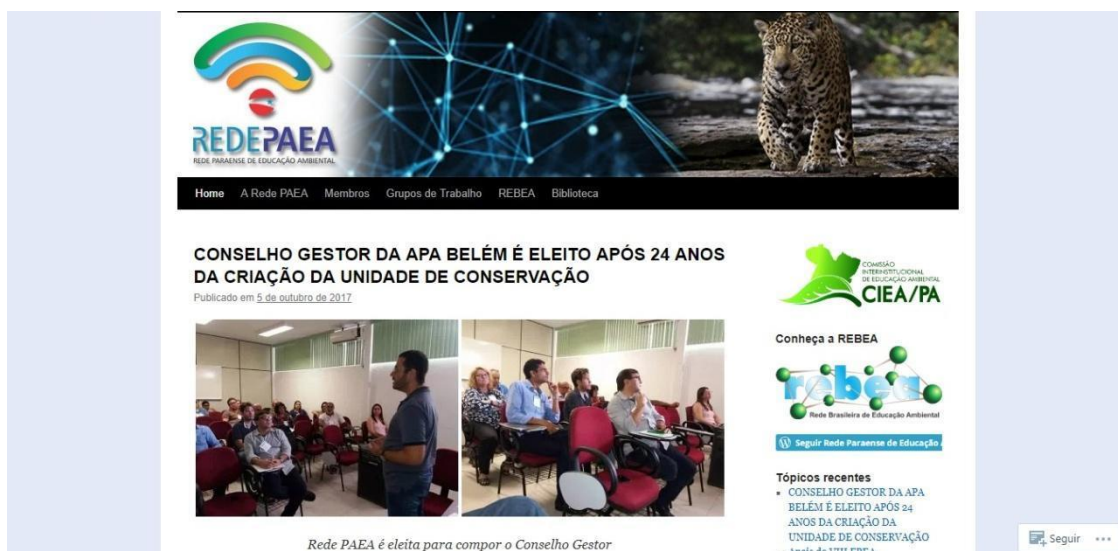 REDEPAEA
REDE PARAENSE DE EDUCAÇÃO AMBIENTAL
Home A Rede PAEA Membros Grupos de Trabalho REBEA Biblioteca
CONSELHO GESTOR DA APA BELÉM É ELEITO APÓS 24 ANOS
DA CRIAÇÃO DA UNIDADE DE CONSERVAÇÃO
Publicado em 5 de outubro de 2017
Rede PAEA é eleita para compor o Conselho Gestor
COMISSÃO
INTERINSTITUCIONAL
DE EDUCAÇÃO AMBIENTAL
CIEA/PA
Conheça a REBEA
rebea
Rede Brasileira de Educação Ambiental
Seguir Rede Paraense de Educação
Tópicos recentes
CONSELHO GESTOR DA APA
BELÉM É ELEITO APÓS 24
ANOS DA CRIAÇÃO DA
UNIDADE DE CONSERVAÇÃO
Anais do VIII EPEA
Seguir